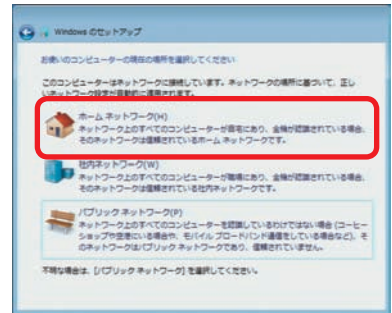 Windows のセットアップ
お使いのコンピューターの現在の場所を選択してください
このコンピューターはネットワークに接続しています。ネットワークの場所に基づいて、正し
いネットワーク設定が自動的に適用されます。
ホーム ネットワーク(H)
ネットワーク上のすべてのコンピューターが自宅にあり、全機が認識されている場合、
そのネットワークは信頼されているホーム ネットワークです。
社内ネットワーク(W)
ネットワーク上のすべてのコンピューターが職場にあり、全機が認識されている場合、
そのネットワークは信頼されている社内ネットワークです。
パブリック ネットワーク(P)
ネットワーク上のすべてのコンピューターを認識しているわけではない場合 (コーヒー
ショップや空港にいる場合や、モバイル ブロードバンド通信をしている場合など)、そ
のネットワークはパブリック ネットワークであり、信頼されていません。
不明な場合は、[パブリック ネットワーク] を選択してください。